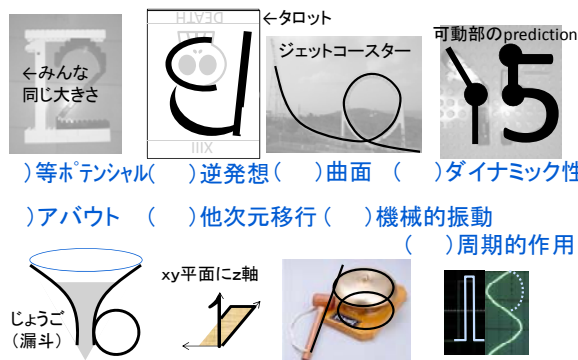 DEATH
←タロット
←みんな
同じ大きさ
ジェットコースター
可動部のprediction
XIII
)等ポテンシャル( )逆発想( )曲面 ( )ダイナミック性
)アバウト ( )他次元移行( )機械的振動
( )周期的作用
じょうご
(漏斗)
xy平面にz軸